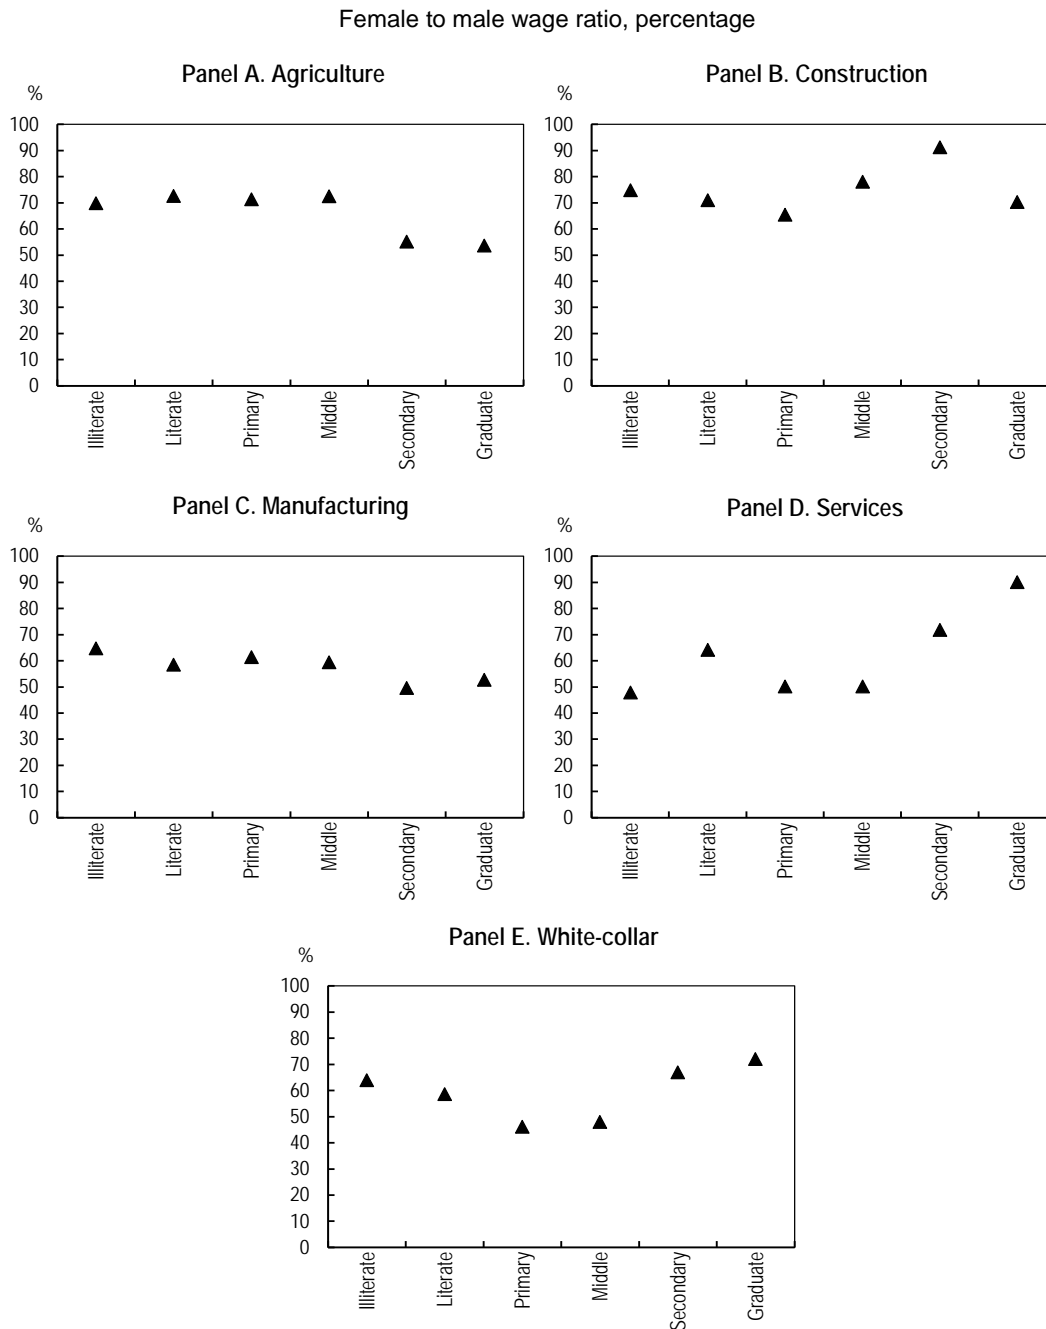 Female to male wage ratio, percentage
Panel A. Agriculture
%
100
90
80
70
60
50
40
30
20
10
0
Illiterate
Literate
Primary
Middle
Secondary
Graduate
Panel B. Construction
%
100
90
80
70
60
50
40
30
20
10
0
Illiterate
Literate
Primary
Middle
Secondary
Graduate
Panel C. Manufacturing
%
100
90
80
70
60
50
40
30
20
10
0
Illiterate
Literate
Primary
Middle
Secondary
Graduate
Panel D. Services
%
100
90
80
70
60
50
40
30
20
10
0
Illiterate
Literate
Primary
Middle
Secondary
Graduate
Panel E. White-collar
%
100
90
80
70
60
50
40
30
20
10
0
Illiterate
Literate
Primary
Middle
Secondary
Graduate